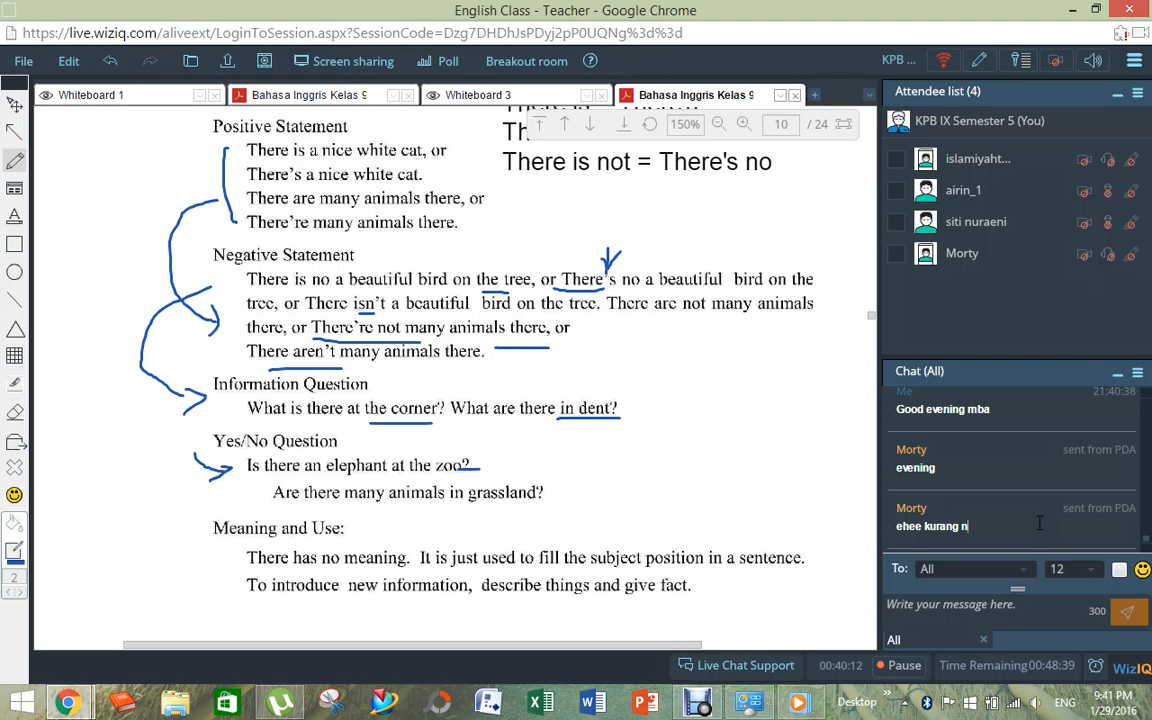 English Class - Teacher - Google Chrome
https://live.wiziq.com/aliveext/LoginToSession.aspx?SessionCode=Dzg7DHDhJsPDyj2pP0UQNg%3d%3d
File Edit Screen sharing Poll Breakout room ? KPB ...
Whiteboard 1 Bahasa Inggris Kelas 9 Whiteboard 3 Bahasa Inggris Kelas 9
150% 10 / 24
There is not = There's no
Positive Statement
There is a nice white cat, or
There's a nice white cat.
There are many animals there, or
There're many animals there.
Negative Statement
There is no a beautiful bird on the tree, or There's no a beautiful bird on the
tree, or There isn't a beautiful bird on the tree. There are not many animals
there, or There're not many animals there, or
There aren't many animals there.
Information Question
What is there at the corner? What are there in dent?
Yes/No Question
Is there an elephant at the zoo?
Are there many animals in grassland?
Meaning and Use:
There has no meaning. It is just used to fill the subject position in a sentence.
To introduce new information, describe things and give fact.
2
Attendee list (4)
KPB IX Semester 5 (You)
islamiyaht...
airin_1
siti nuraeni
Morty
Chat (All)
Me 21:40:38
Good evening mba
Morty sent from PDA
evening
Morty sent from PDA
ehee kurang n
To: All 12
Write your message here. 300
All
Live Chat Support 00:40:12 Pause Time Remaining 00:48:39 WizIQ
Desktop ENG 9:41 PM
1/29/2016